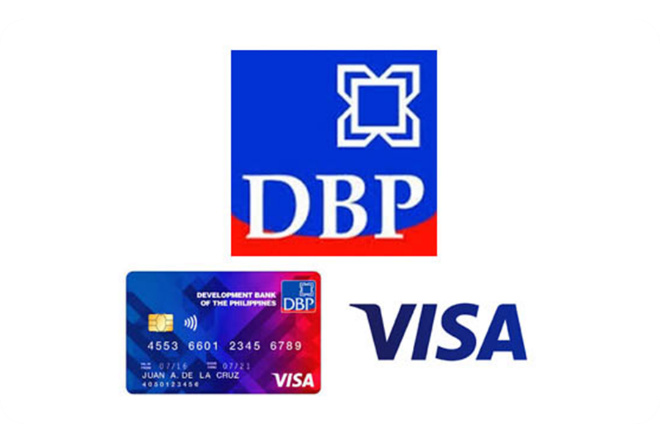 DBP
DEVELOPMENT BANK
OF THE PHILIPPINES
DBP
4553 6601 2345 6789
07/16 07/21
JUAN A. DE LA CRUZ
4050123456
VISA
VISA